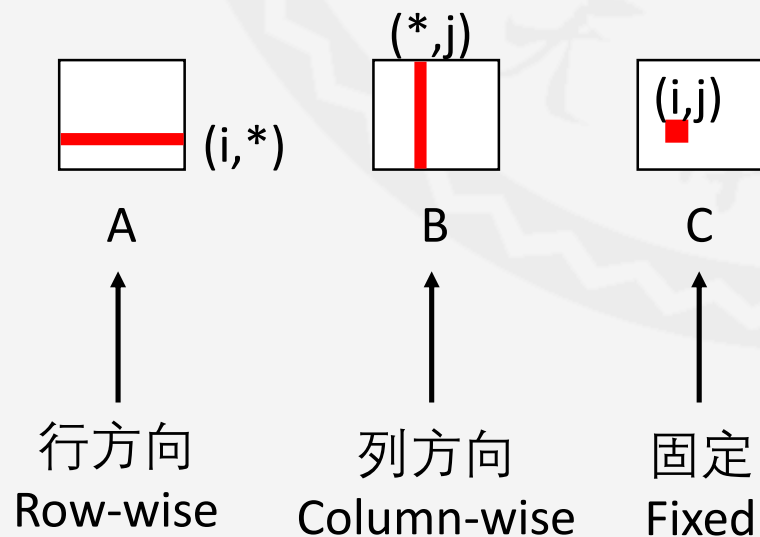 (*,j)
(i,*)
(i,j)
A
B
C
行方向
列方向
固定
Row-wise
Column-wise
Fixed